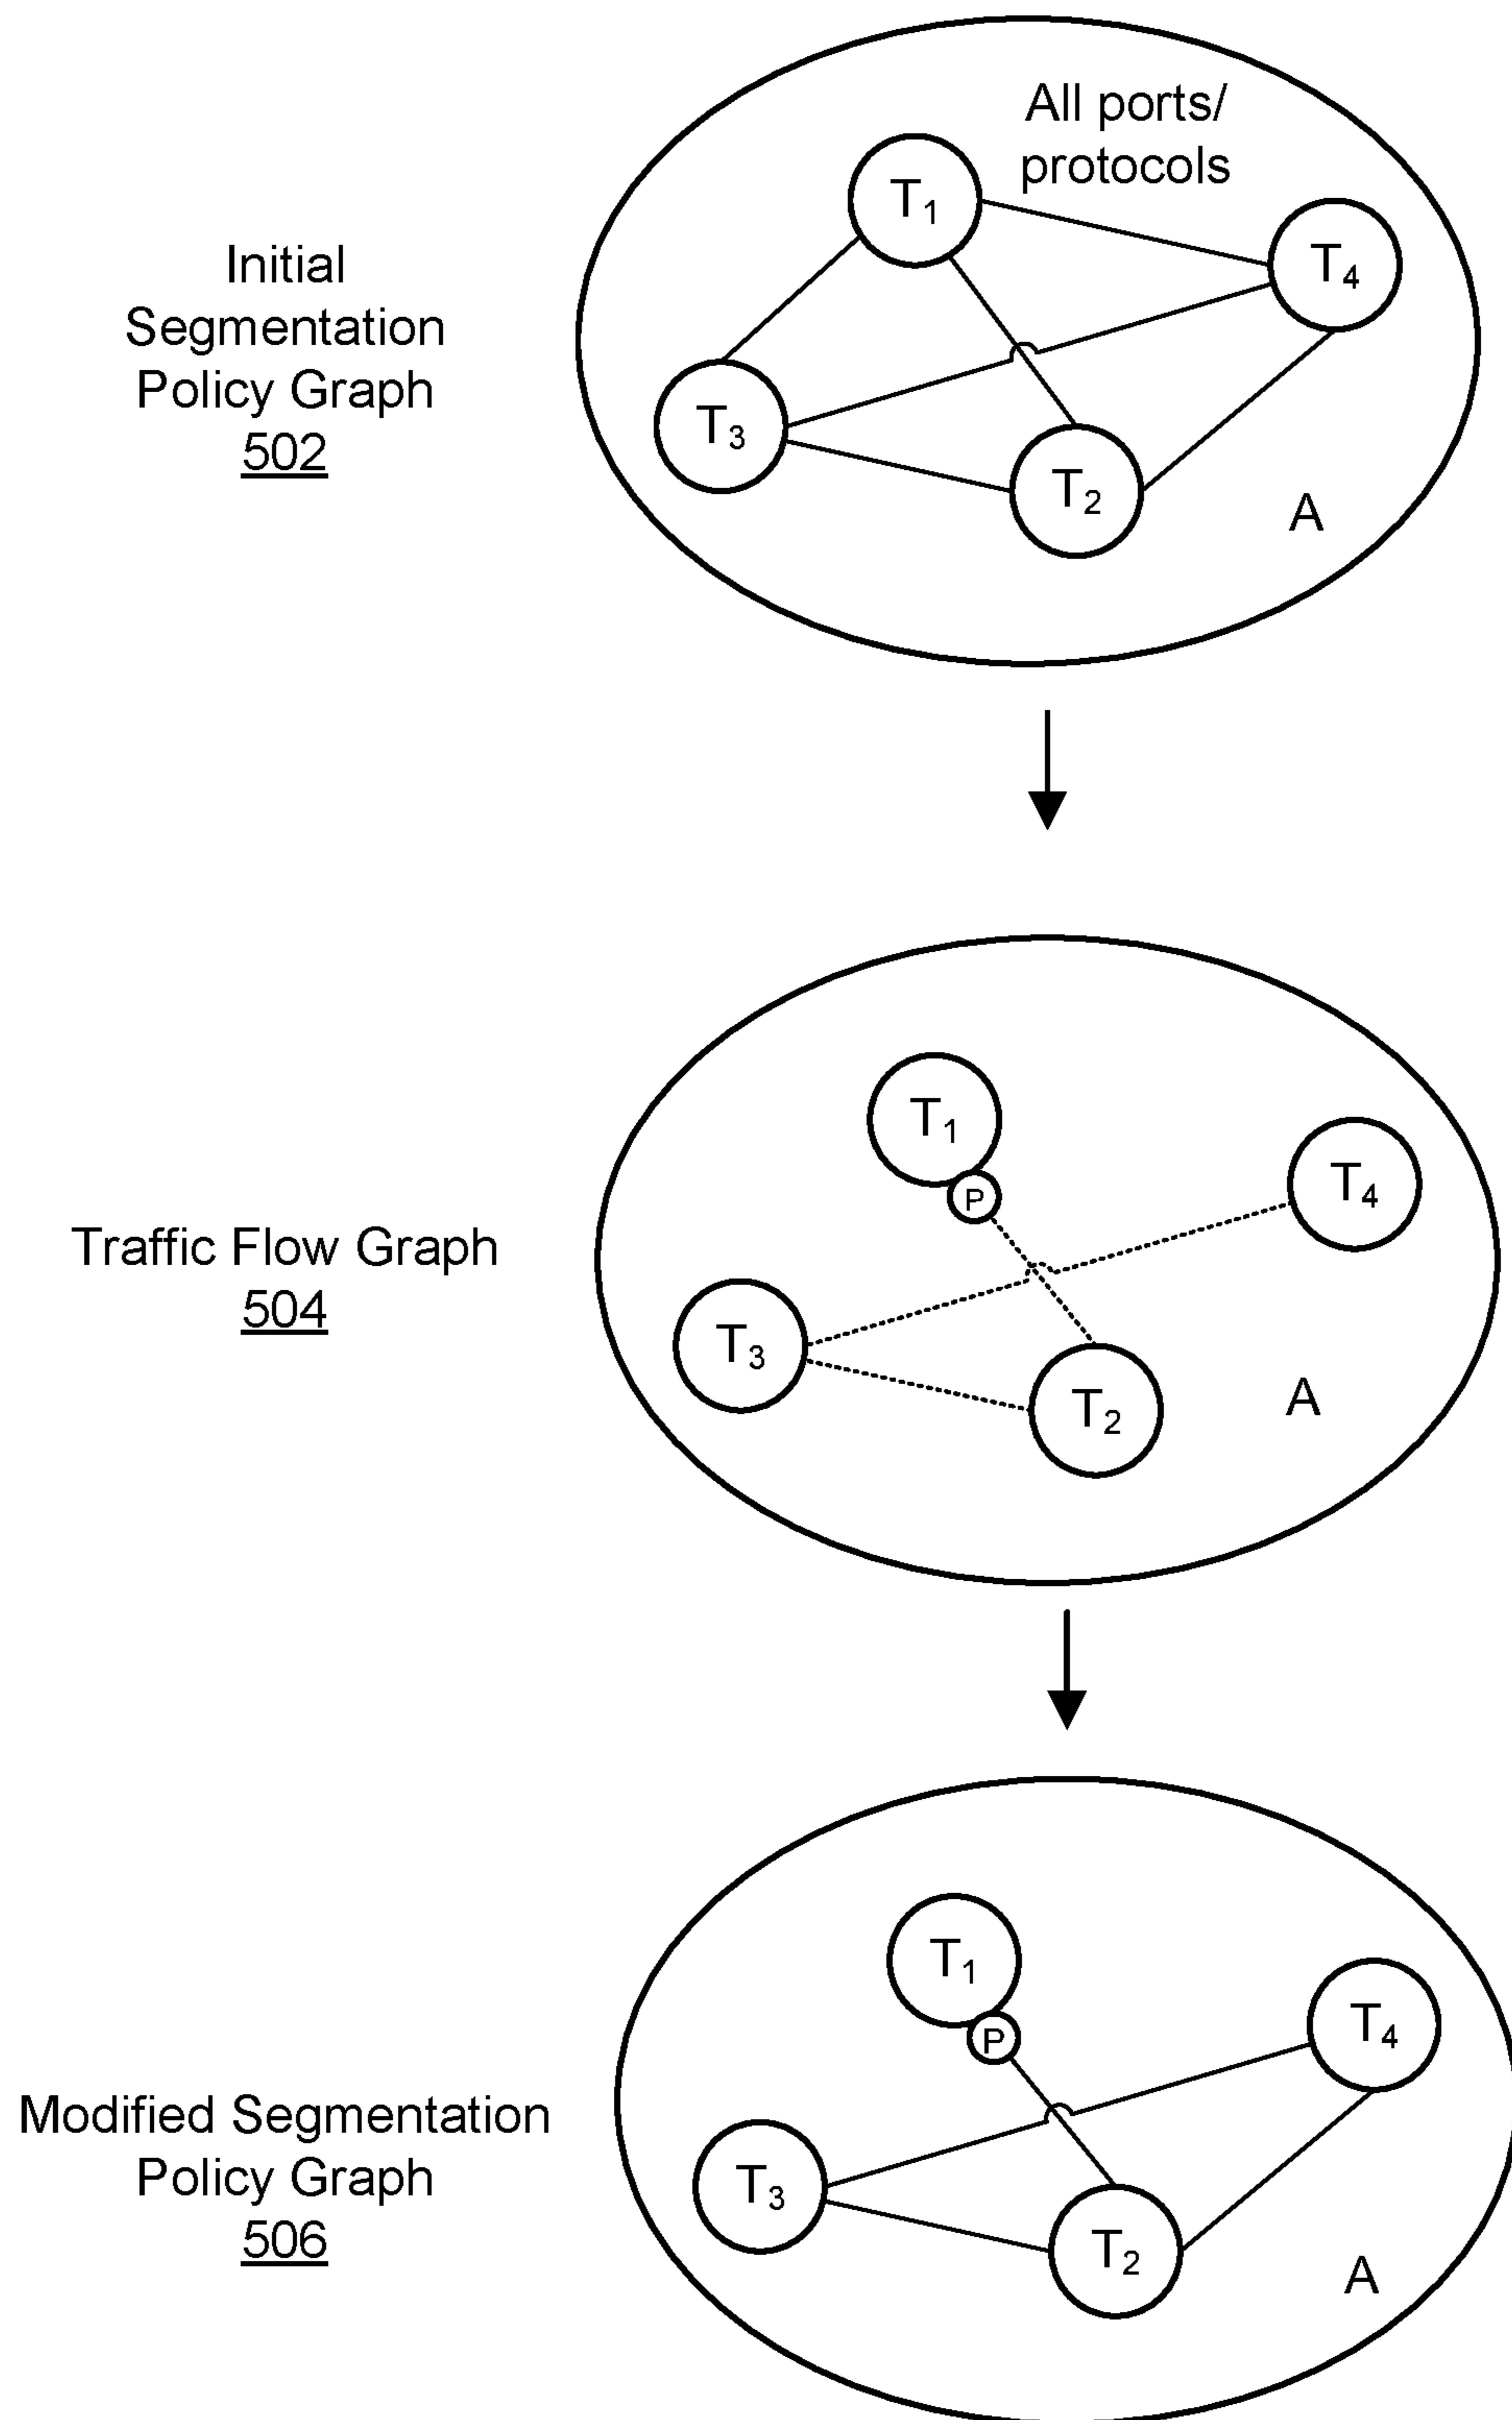 All ports/
protocols
T1
T4
Initial
Segmentation
Policy Graph
502
T3
T2
A
T1
P
T4
Traffic Flow Graph
504
T3
T2
A
T1
P
T4
Modified Segmentation
Policy Graph
506
T3
T2
A